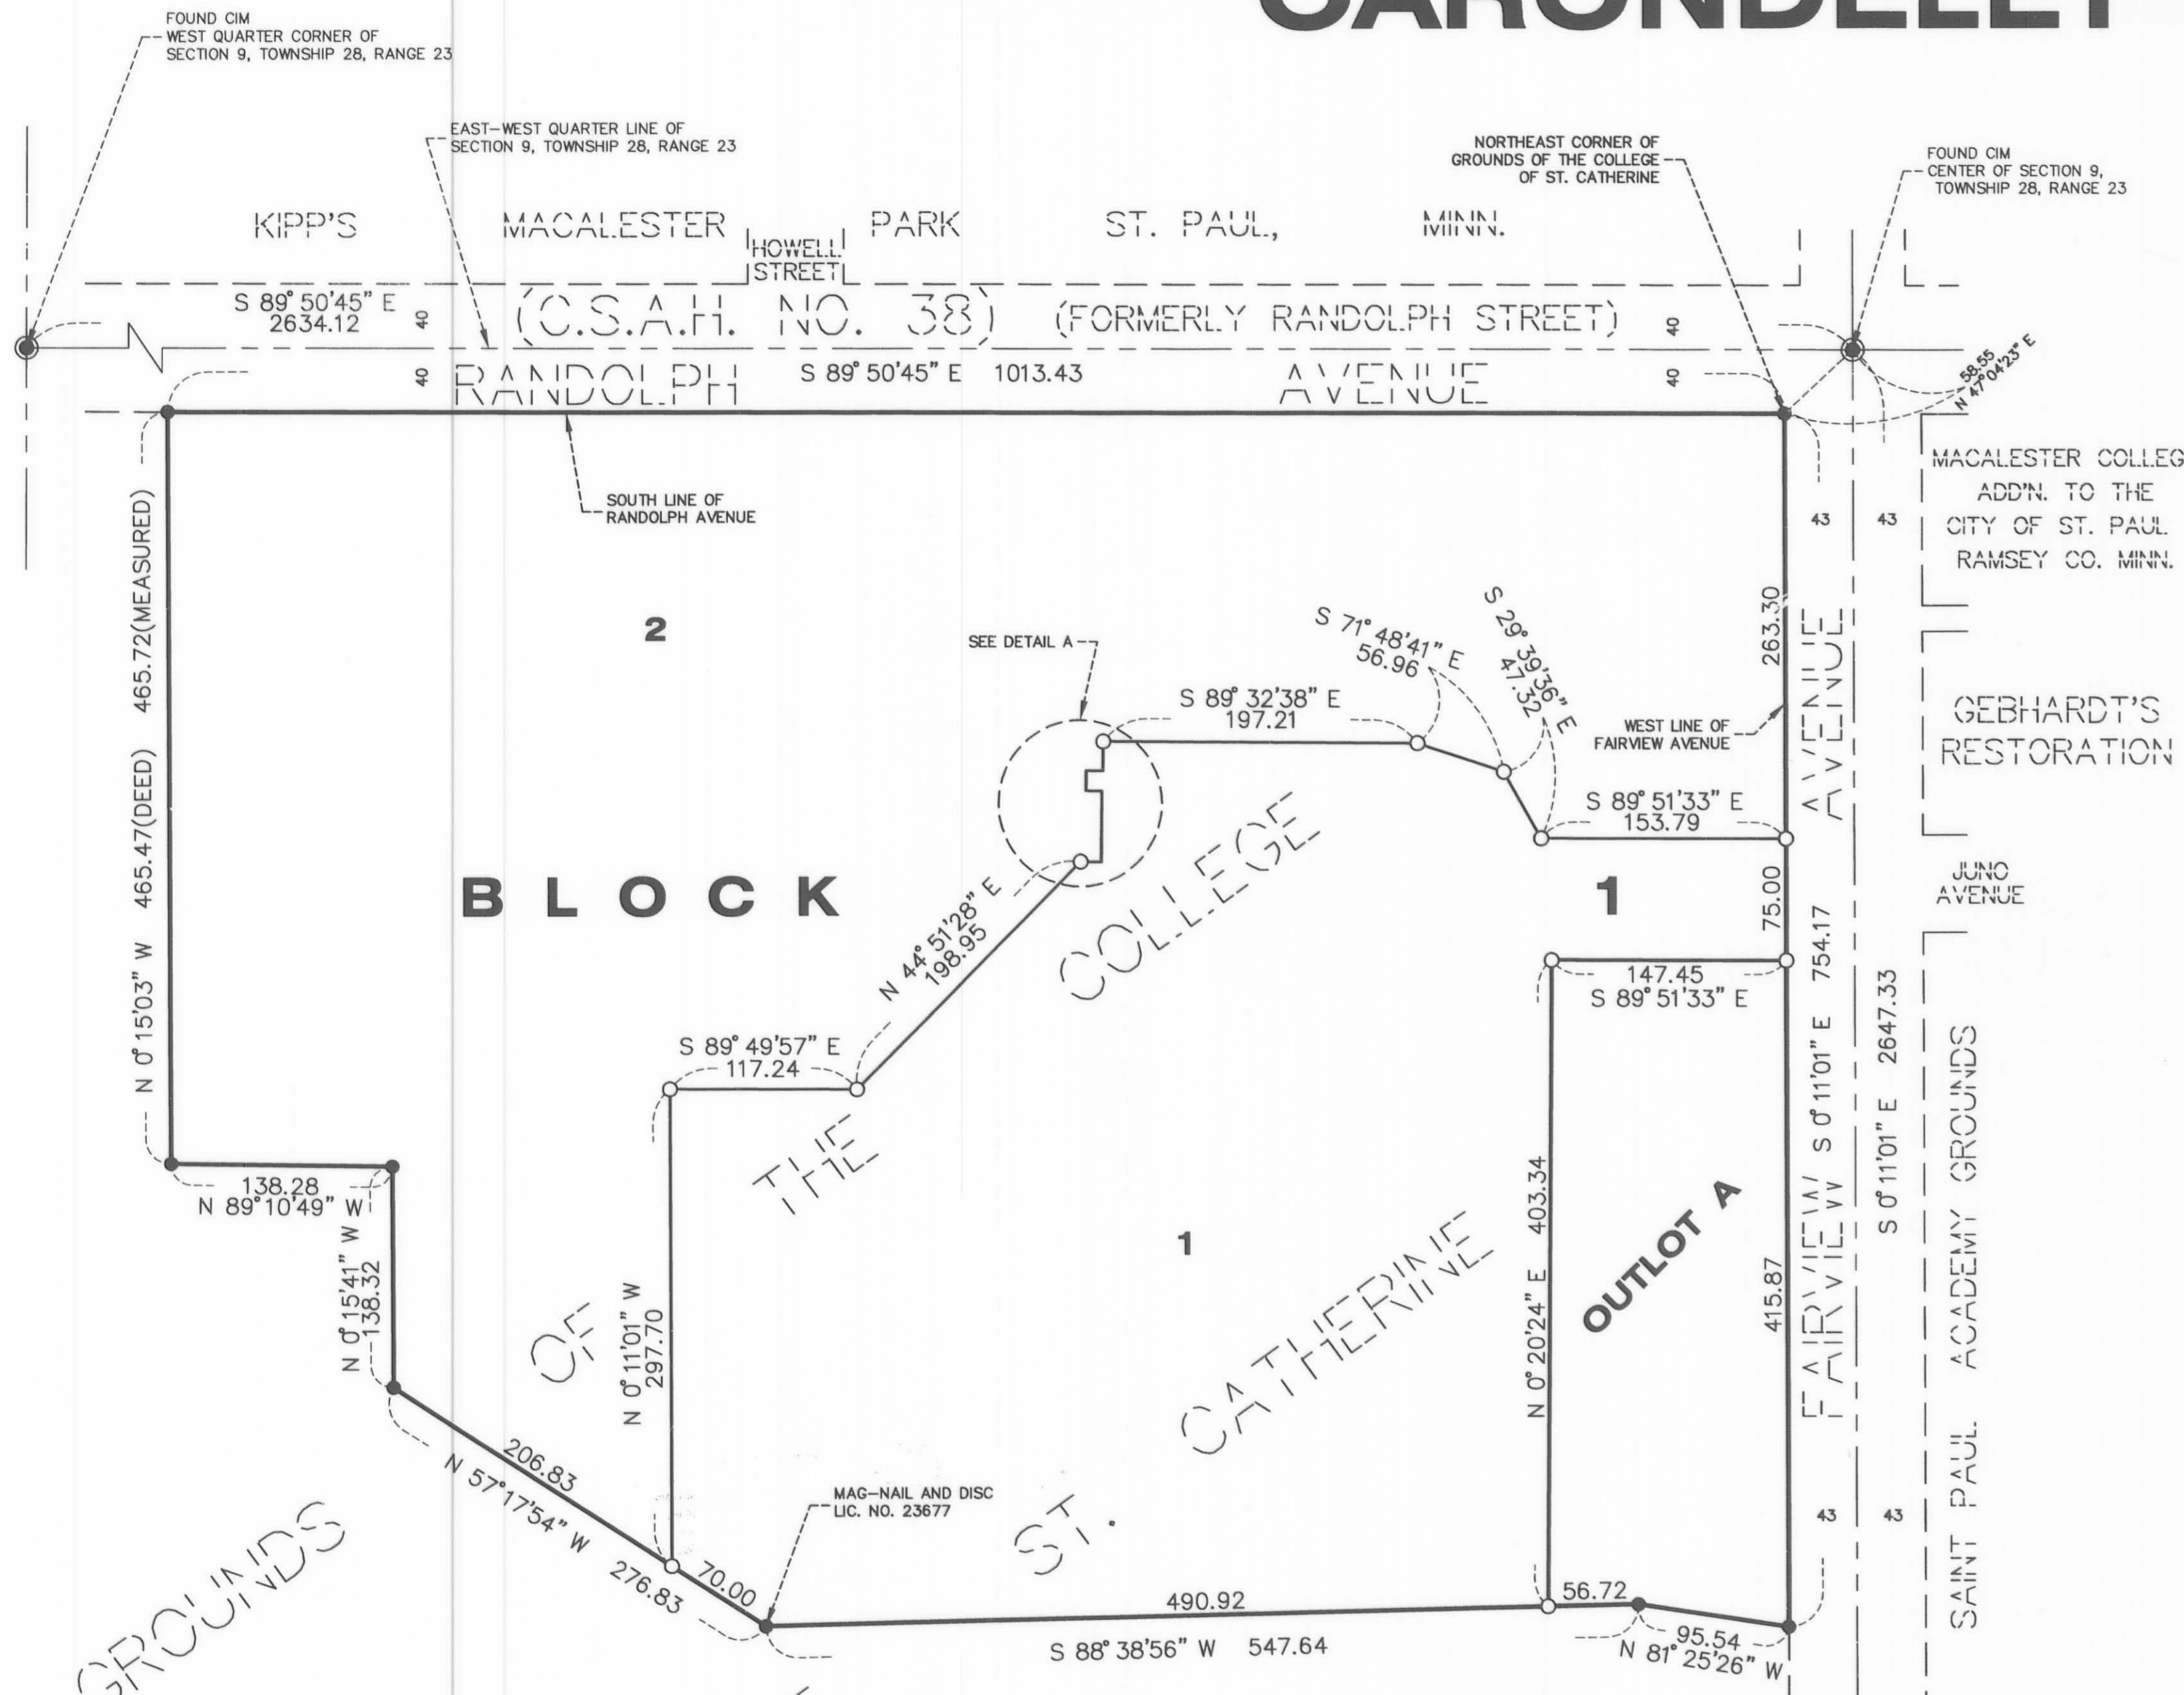 CARONDELET
FOUND CIM
WEST QUARTER CORNER OF
SECTION 9, TOWNSHIP 28, RANGE 23
EAST-WEST QUARTER LINE OF
SECTION 9, TOWNSHIP 28, RANGE 23
NORTHEAST CORNER OF
GROUNDS OF THE COLLEGE
OF ST. CATHERINE
FOUND CIM
CENTER OF SECTION 9,
TOWNSHIP 28, RANGE 23
KIPP'S MACALESTER PARK ST. PAUL, MINN.
HOWELL
STREET
S 89° 50'45" E
2634.12
40
(C.S.A.H. NO. 38) (FORMERLY RANDOLPH STREET)
40
40
RANDOLPH
S 89° 50'45" E 1013.43
AVENUE
40
58.55
N 47°04'23" E
SOUTH LINE OF
RANDOLPH AVENUE
43
43
MACALESTER COLLEG
ADD'N. TO THE
CITY OF ST. PAUL
RAMSEY CO. MINN.
N 0° 15'03" W 465.47(DEED) 465.72(MEASURED)
2
SEE DETAIL A
S 71° 48'41" E
56.96
S 29° 39'36" E
47.32
263.30
S 89° 32'38" E
197.21
WEST LINE OF
FAIRVIEW AVENUE
GEBHARDT'S
RESTORATION
S 89° 51'33" E
153.79
BLOCK
N 44° 51'28" E
198.95
1
75.00
JUNO
AVENUE
147.45
S 89° 51'33" E
S 89° 49'57" E
117.24
FAIRVIEW AVENUE
S 0° 11'01" E 754.17
S 0° 11'01" E 2647.33
SAINT PAUL ACADEMY GROUNDS
138.28
N 89° 10'49" W
N 0° 15'41" W
138.32
N 0° 11'01" W
297.70
1
N 0° 20'24" E 403.34
OUTLOT A
415.87
GROUNDS OF THE COLLEGE
ST. CATHERINE
206.83
N 57° 17'54" W 276.83
70.00
MAG-NAIL AND DISC
LIC. NO. 23677
43
43
490.92
S 88° 38'56" W 547.64
56.72
95.54
N 81° 25'26" W